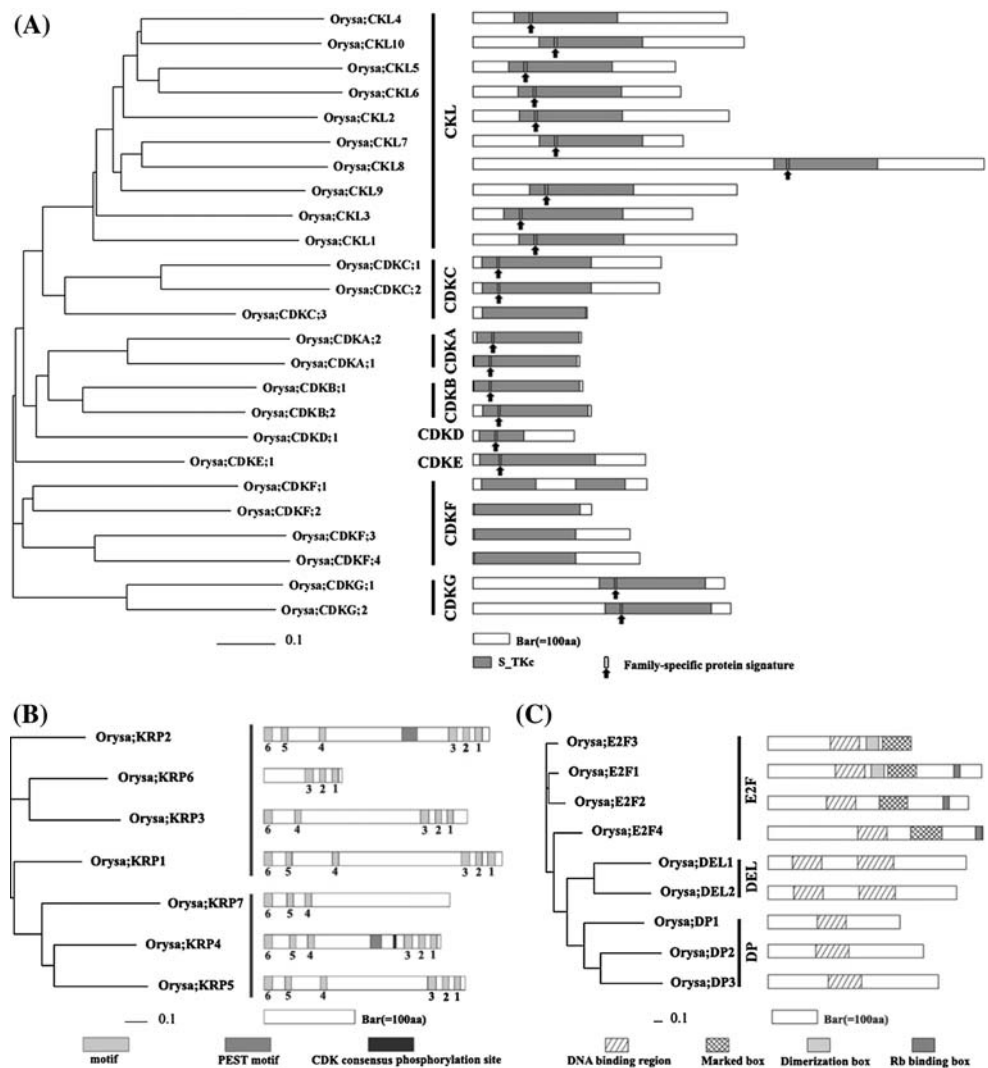 (A)
Orysa;CKL4
Orysa;CKL10
Orysa;CKL5
Orysa;CKL6
Orysa;CKL2
Orysa;CKL7
Orysa;CKL8
Orysa;CKL9
Orysa;CKL3
Orysa;CKL1
Orysa;CDKC;1
Orysa;CDKC;2
Orysa;CDKC;3
Orysa;CDKA;2
Orysa;CDKA;1
Orysa;CDKB;1
Orysa;CDKB;2
Orysa;CDKD;1
Orysa;CDKE;1
Orysa;CDKF;1
Orysa;CDKF;2
Orysa;CDKF;3
Orysa;CDKF;4
Orysa;CDKG;1
Orysa;CDKG;2
CKL
CDKC
CDKA
CDKB
CDKD
CDKE
CDKF
CDKG
0.1
Bar(=100aa)
S_TKc
Family-specific protein signature
(B)
Orysa;KRP2
6 5 4 3 2 1
Orysa;KRP6
3 2 1
Orysa;KRP3
6 4 3 2 1
Orysa;KRP1
6 5 4 3 2 1
Orysa;KRP7
6 5 4
Orysa;KRP4
6 5 4 3 2 1
Orysa;KRP5
6 5 4 3 2 1
0.1
Bar(=100aa)
motif
PEST motif
CDK consensus phosphorylation site
(C)
Orysa;E2F3
Orysa;E2F1
Orysa;E2F2
Orysa;E2F4
Orysa;DEL1
Orysa;DEL2
Orysa;DP1
Orysa;DP2
Orysa;DP3
E2F
DEL
DP
0.1
Bar(=100aa)
DNA binding region
Marked box
Dimerization box
Rb binding box